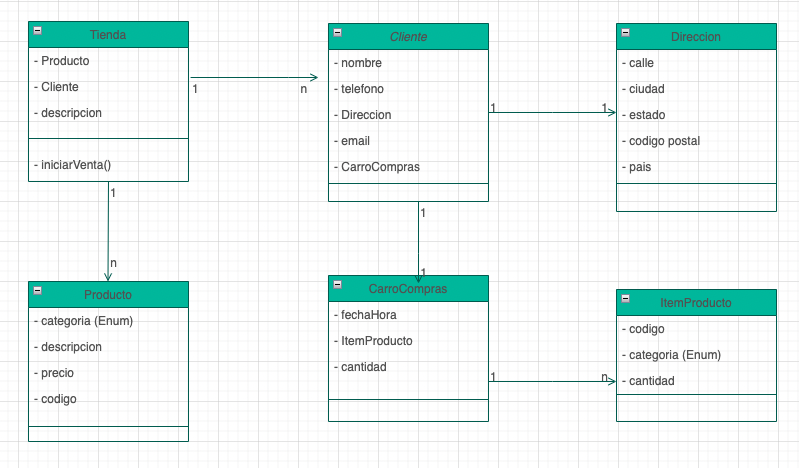 Tienda
- Producto
- Cliente
- descripcion
- iniciarVenta()
1
n
Cliente
- nombre
- telefono
- Direccion
- email
- CarroCompras
1
1
Direccion
- calle
- ciudad
- estado
- codigo postal
- pais
1
n
1
1
Producto
- categoria (Enum)
- descripcion
- precio
- codigo
CarroCompras
- fechaHora
- ItemProducto
- cantidad
1
n
ItemProducto
- codigo
- categoria (Enum)
- cantidad